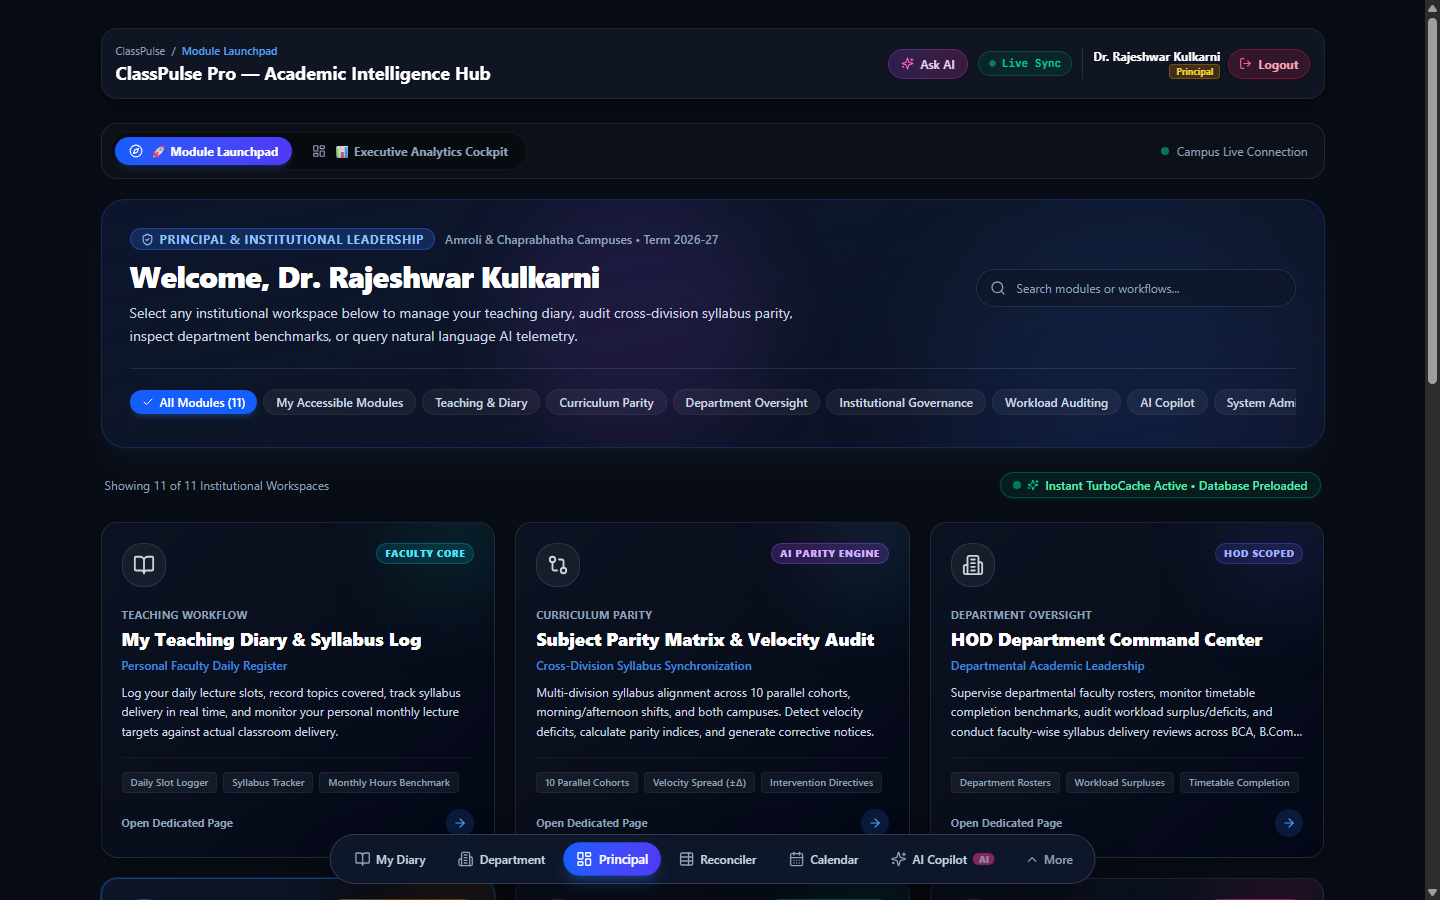 ClassPulse / Module Launchpad
ClassPulse Pro — Academic Intelligence Hub
Ask AI
Live Sync
Dr. Rajeshwar Kulkarni
Principal
Logout
🚀 Module Launchpad
📊 Executive Analytics Cockpit
Campus Live Connection
PRINCIPAL & INSTITUTIONAL LEADERSHIP
Amroli & Chaprabhatha Campuses • Term 2026-27
Welcome, Dr. Rajeshwar Kulkarni
Select any institutional workspace below to manage your teaching diary, audit cross-division syllabus parity,
inspect department benchmarks, or query natural language AI telemetry.
Search modules or workflows...
All Modules (11)
My Accessible Modules
Teaching & Diary
Curriculum Parity
Department Oversight
Institutional Governance
Workload Auditing
AI Copilot
System Admi
Showing 11 of 11 Institutional Workspaces
Instant TurboCache Active • Database Preloaded
FACULTY CORE
TEACHING WORKFLOW
My Teaching Diary & Syllabus Log
Personal Faculty Daily Register
Log your daily lecture slots, record topics covered, track syllabus
delivery in real time, and monitor your personal monthly lecture
targets against actual classroom delivery.
Daily Slot Logger
Syllabus Tracker
Monthly Hours Benchmark
Open Dedicated Page
AI PARITY ENGINE
CURRICULUM PARITY
Subject Parity Matrix & Velocity Audit
Cross-Division Syllabus Synchronization
Multi-division syllabus alignment across 10 parallel cohorts,
morning/afternoon shifts, and both campuses. Detect velocity
deficits, calculate parity indices, and generate corrective notices.
10 Parallel Cohorts
Velocity Spread (±Δ)
Intervention Directives
Open Dedicated Page
HOD SCOPED
DEPARTMENT OVERSIGHT
HOD Department Command Center
Departmental Academic Leadership
Supervise departmental faculty rosters, monitor timetable
completion benchmarks, audit workload surplus/deficits, and
conduct faculty-wise syllabus delivery reviews across BCA, B.Com...
Department Rosters
Workload Surpluses
Timetable Completion
Open Dedicated Page
My Diary
Department
Principal
Reconciler
Calendar
AI Copilot AI
More